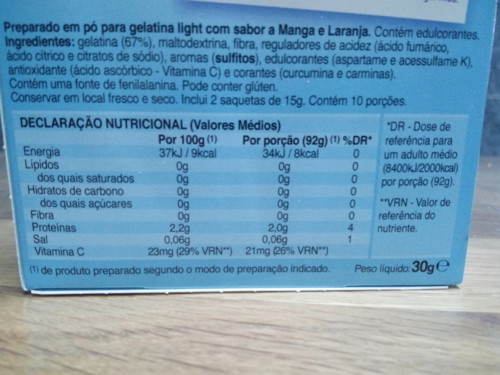 Preparado em pó para gelatina light com sabor a Manga e Laranja. Contém edulcorantes.
Ingredientes: gelatina (67%), maltodextrina, fibra, reguladores de acidez (ácido fumárico,
ácido cítrico e citratos de sódio), aromas (sulfitos), edulcorantes (aspartame e acessulfame K),
antioxidante (ácido ascórbico - Vitamina C) e corantes (curcumina e carminas).
Contém uma fonte de fenilalanina. Pode conter glúten.
Conservar em local fresco e seco. Inclui 2 saquetas de 15g. Contém 10 porções.
DECLARAÇÃO NUTRICIONAL (Valores Médios)
Por 100g (1) Por porção (92g) (1) %DR*
Energia 37kJ / 9kcal 34kJ / 8kcal 0
Lípidos 0g 0g 0
dos quais saturados 0g 0g 0
Hidratos de carbono 0g 0g 0
dos quais açúcares 0g 0g 0
Fibra 0g 0g
Proteínas 2,2g 2,0g 4
Sal 0,06g 0,06g 1
Vitamina C 23mg (29% VRN**) 21mg (26% VRN**)
*DR - Dose de
referência para
um adulto médio
(8400kJ/2000kcal)
por porção (92g).
**VRN - Valor de
referência do
nutriente.
(1) de produto preparado segundo o modo de preparação indicado. Peso líquido: 30g e